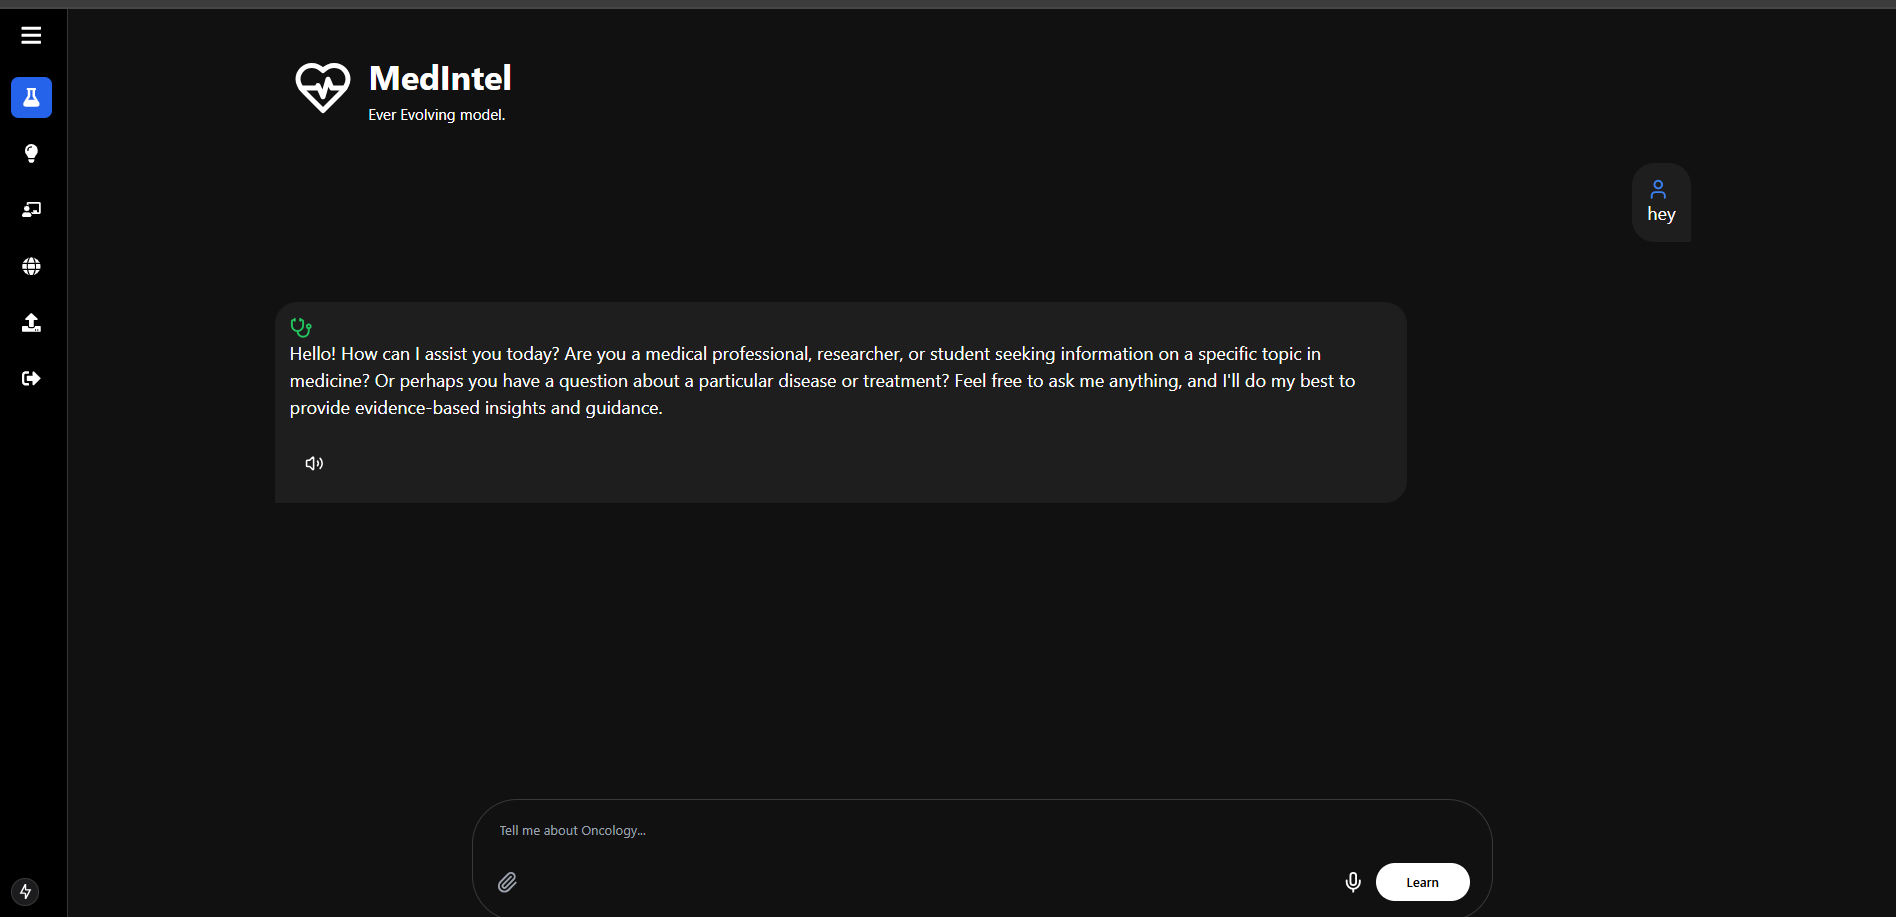 MedIntel
Ever Evolving model.
hey
Hello! How can I assist you today? Are you a medical professional, researcher, or student seeking information on a specific topic in
medicine? Or perhaps you have a question about a particular disease or treatment? Feel free to ask me anything, and I'll do my best to
provide evidence-based insights and guidance.
Tell me about Oncology...
Learn